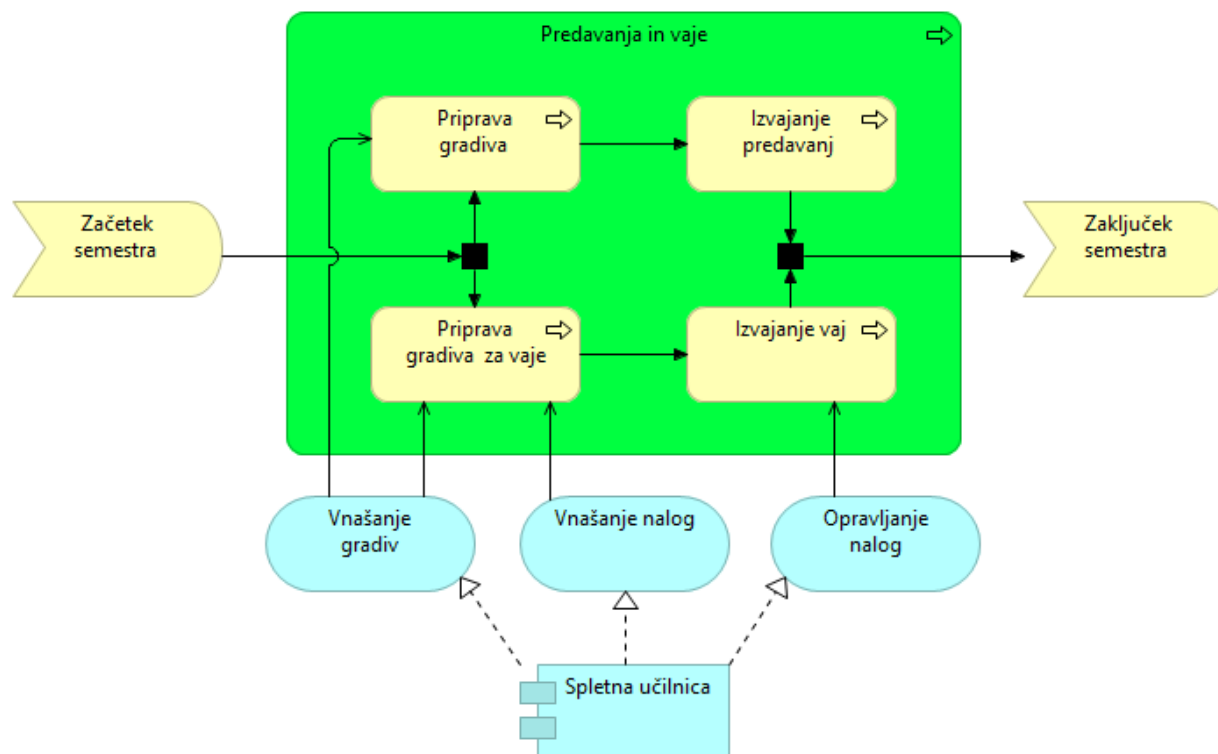 Predavanja in vaje
Priprava
gradiva
Izvajanje
predavanj
Začetek
semestra
Zaključek
semestra
Priprava
gradiva za vaje
Izvajanje vaj
Vnašanje
gradiv
Vnašanje nalog
Opravljanje
nalog
Spletna učilnica